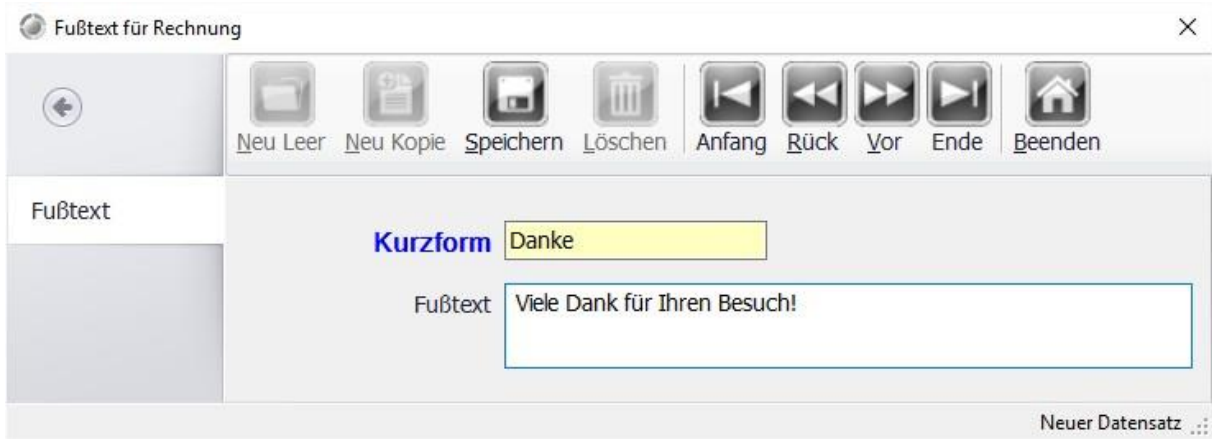 Fußtext für Rechnung
Neu Leer Neu Kopie Speichern Löschen Anfang Rück Vor Ende Beenden
Fußtext
Kurzform Danke
Fußtext Viele Dank für Ihren Besuch!
Neuer Datensatz